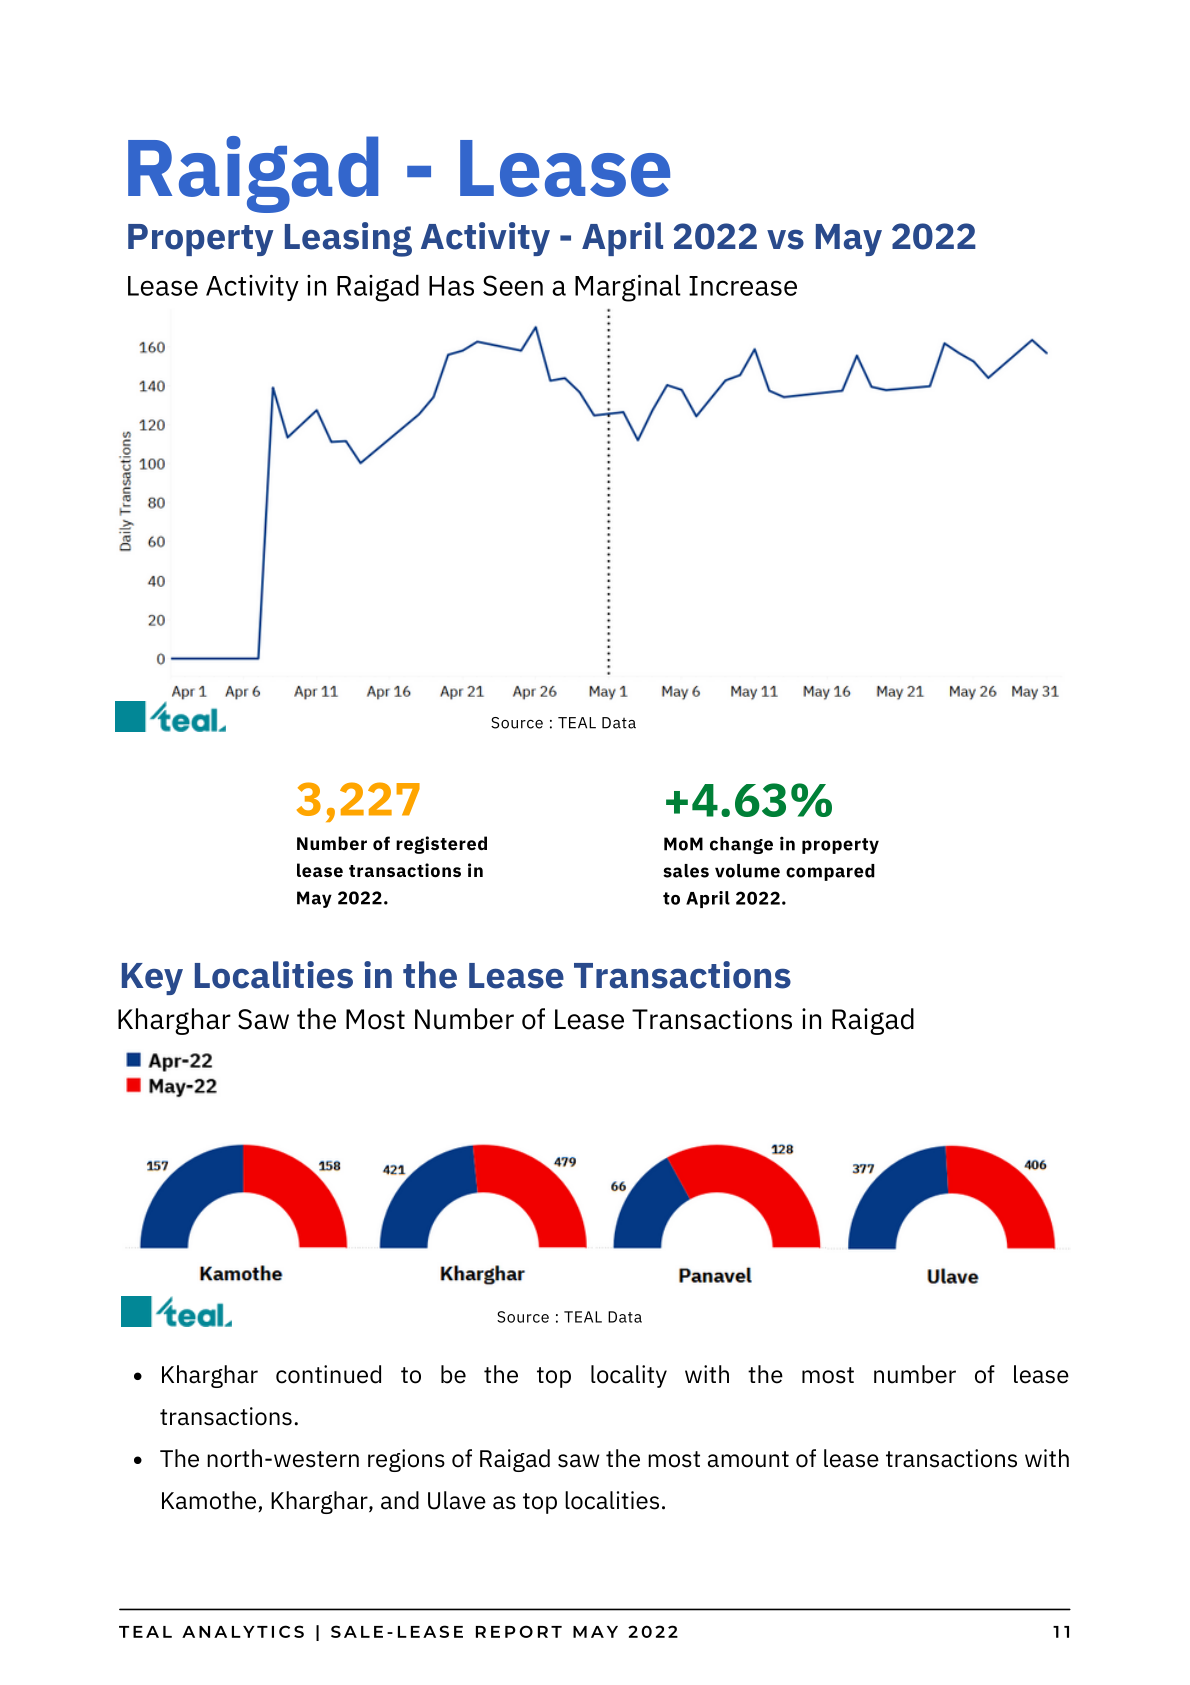 Raigad - Lease
Property Leasing Activity - April 2022 vs May 2022
Lease Activity in Raigad Has Seen a Marginal Increase
160
140
120
100
80
60
40
20
0
Daily Transactions
Apr 1 Apr 6 Apr 11 Apr 16 Apr 21 Apr 26 May 1 May 6 May 11 May 16 May 21 May 26 May 31
teal.
Source : TEAL Data
3,227
Number of registered
lease transactions in
May 2022.
+4.63%
MoM change in property
sales volume compared
to April 2022.
Key Localities in the Lease Transactions
Kharghar Saw the Most Number of Lease Transactions in Raigad
Apr-22
May-22
157 158
Kamothe
421 479
Kharghar
66 128
Panavel
377 406
Ulave
teal.
Source : TEAL Data
• Kharghar continued to be the top locality with the most number of lease
transactions.
• The north-western regions of Raigad saw the most amount of lease transactions with
Kamothe, Kharghar, and Ulave as top localities.
TEAL ANALYTICS | SALE-LEASE REPORT MAY 2022 11